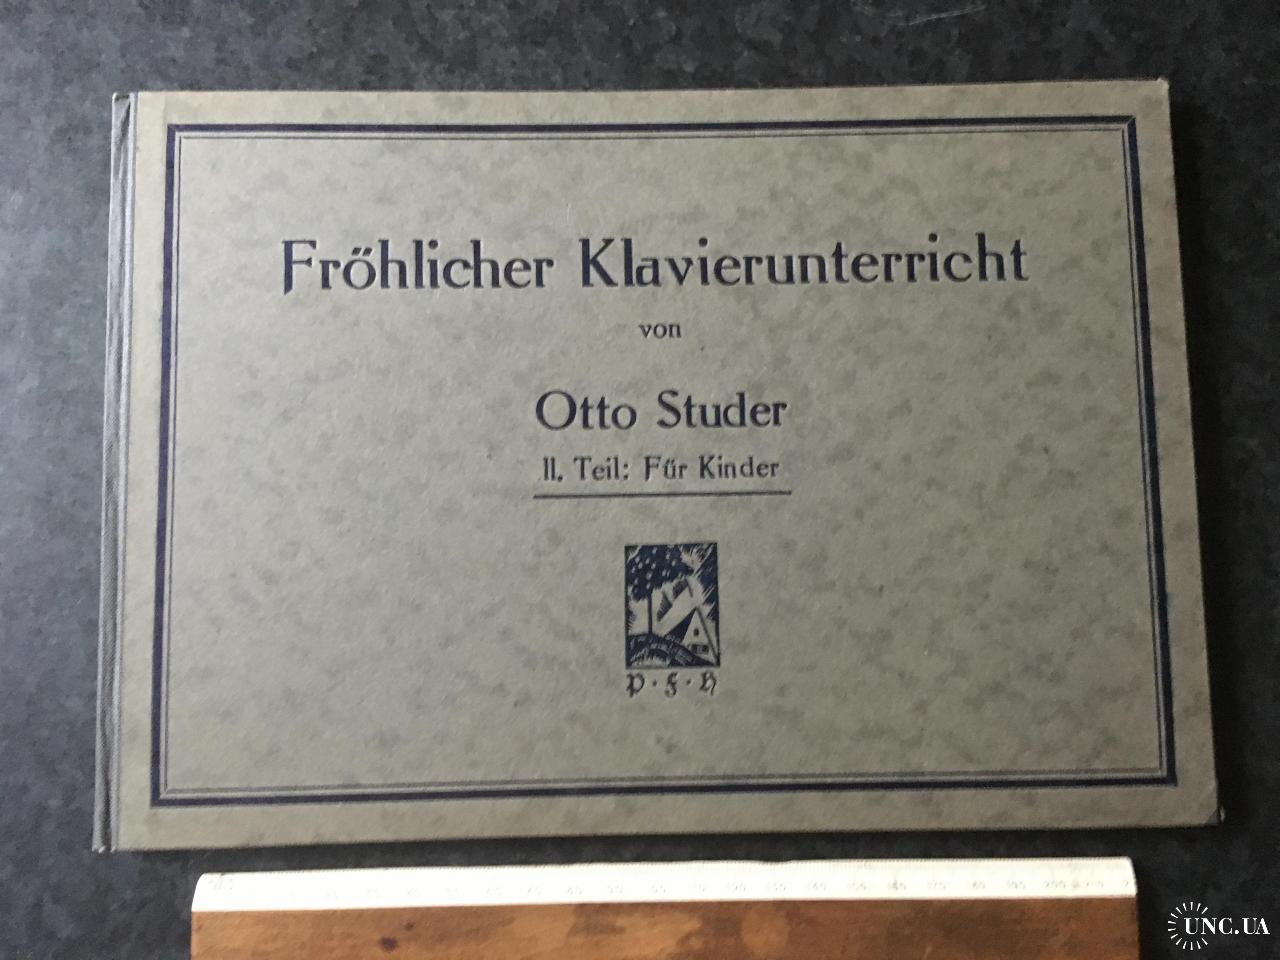 Fröhlicher Klavierunterricht
von
Otto Studer
II. Teil: Für Kinder
P · F · H
UNC.UA